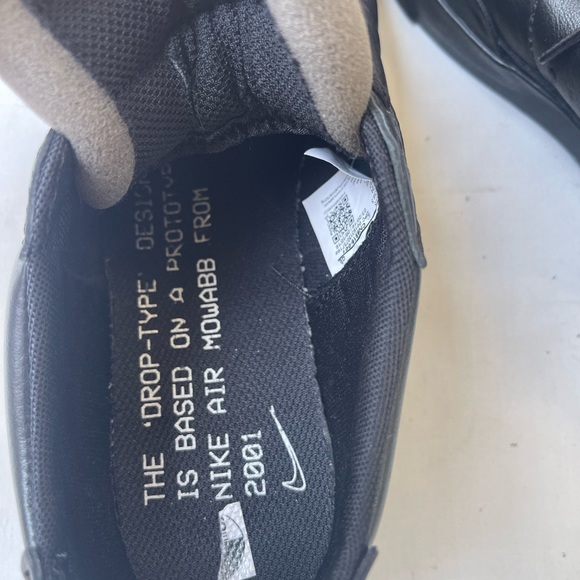 THE 'DROP-TYPE' DESIGN
IS BASED ON A PROTOTYPE
NIKE AIR MOWABB FROM
2001